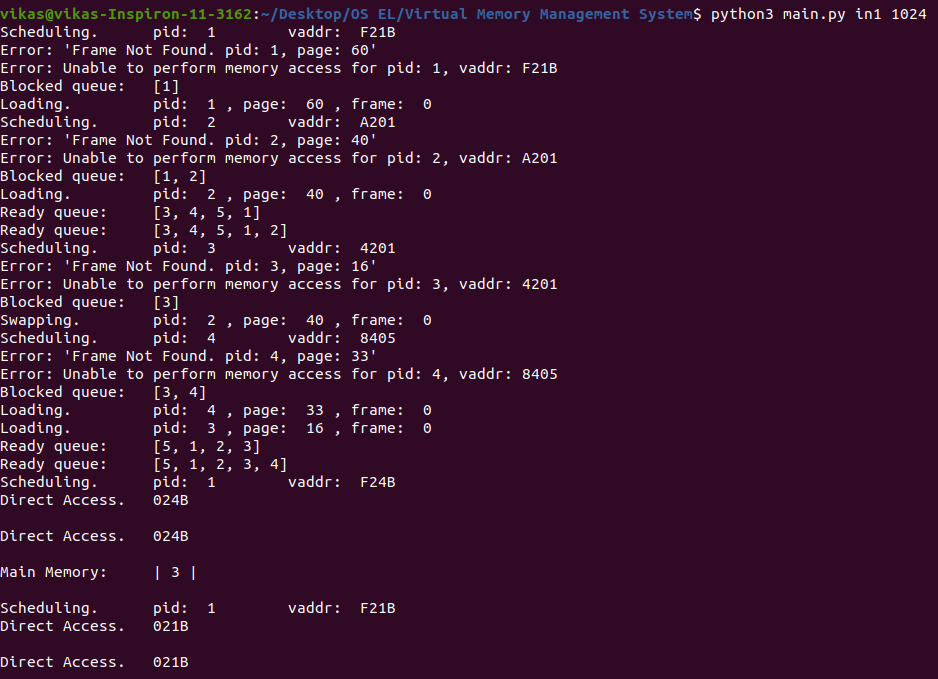 vikas@vikas-Inspiron-11-3162:~/Desktop/OS EL/Virtual Memory Management System$ python3 main.py in1 1024
Scheduling. pid: 1 vaddr: F21B
Error: 'Frame Not Found. pid: 1, page: 60'
Error: Unable to perform memory access for pid: 1, vaddr: F21B
Blocked queue: [1]
Loading. pid: 1 , page: 60 , frame: 0
Scheduling. pid: 2 vaddr: A201
Error: 'Frame Not Found. pid: 2, page: 40'
Error: Unable to perform memory access for pid: 2, vaddr: A201
Blocked queue: [1, 2]
Loading. pid: 2 , page: 40 , frame: 0
Ready queue: [3, 4, 5, 1]
Ready queue: [3, 4, 5, 1, 2]
Scheduling. pid: 3 vaddr: 4201
Error: 'Frame Not Found. pid: 3, page: 16'
Error: Unable to perform memory access for pid: 3, vaddr: 4201
Blocked queue: [3]
Swapping. pid: 2 , page: 40 , frame: 0
Scheduling. pid: 4 vaddr: 8405
Error: 'Frame Not Found. pid: 4, page: 33'
Error: Unable to perform memory access for pid: 4, vaddr: 8405
Blocked queue: [3, 4]
Loading. pid: 4 , page: 33 , frame: 0
Loading. pid: 3 , page: 16 , frame: 0
Ready queue: [5, 1, 2, 3]
Ready queue: [5, 1, 2, 3, 4]
Scheduling. pid: 1 vaddr: F24B
Direct Access. 024B
Direct Access. 024B
Main Memory: | 3 |
Scheduling. pid: 1 vaddr: F21B
Direct Access. 021B
Direct Access. 021B